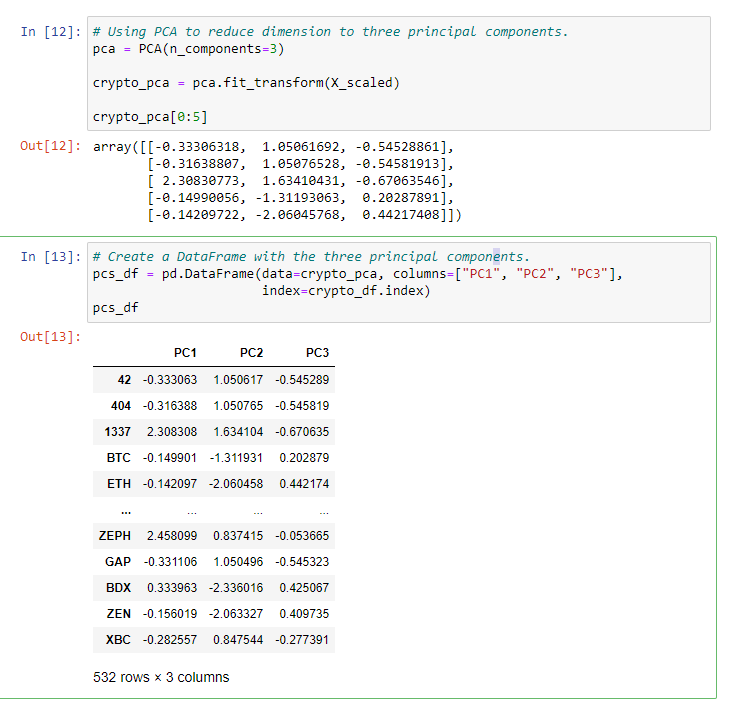 In [12]: # Using PCA to reduce dimension to three principal components.
pca = PCA(n_components=3)
crypto_pca = pca.fit_transform(X_scaled)
crypto_pca[0:5]
Out[12]: array([[-0.33306318,  1.05061692, -0.54528861],
[-0.31638807,  1.05076528, -0.54581913],
[ 2.30830773,  1.63410431, -0.67063546],
[-0.14990056, -1.31193063,  0.20287891],
[-0.14209722, -2.06045768,  0.44217408]])
In [13]: # Create a DataFrame with the three principal components.
pcs_df = pd.DataFrame(data=crypto_pca, columns=["PC1", "PC2", "PC3"],
index=crypto_df.index)
pcs_df
Out[13]:
PC1 PC2 PC3
42 -0.333063 1.050617 -0.545289
404 -0.316388 1.050765 -0.545819
1337 2.308308 1.634104 -0.670635
BTC -0.149901 -1.311931 0.202879
ETH -0.142097 -2.060458 0.442174
... ... ... ...
ZEPH 2.458099 0.837415 -0.053665
GAP -0.331106 1.050496 -0.545323
BDX 0.333963 -2.336016 0.425067
ZEN -0.156019 -2.063327 0.409735
XBC -0.282557 0.847544 -0.277391
532 rows × 3 columns